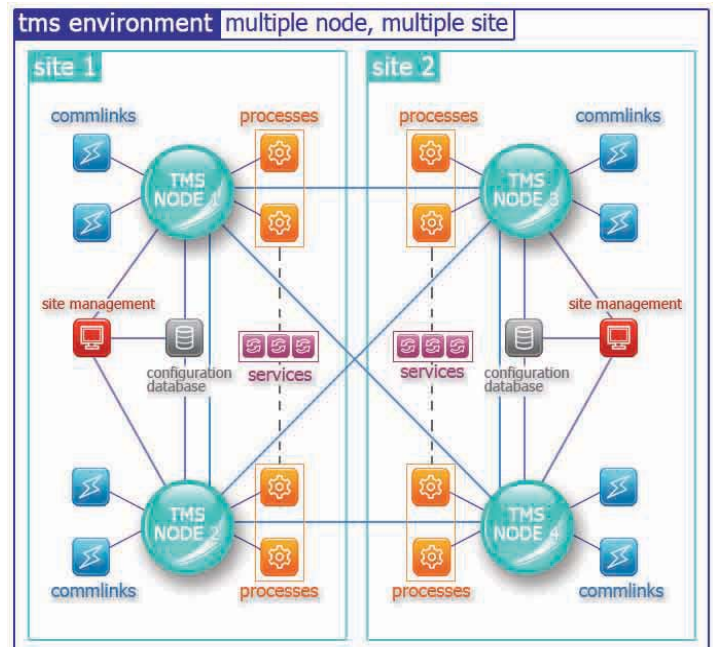 tms environment multiple node, multiple site
site 1
commlinks
processes
TMS
NODE 1
site management
configuration
database
services
TMS
NODE 2
commlinks
processes
site 2
processes
commlinks
TMS
NODE 3
site management
configuration
database
services
TMS
NODE 4
processes
commlinks